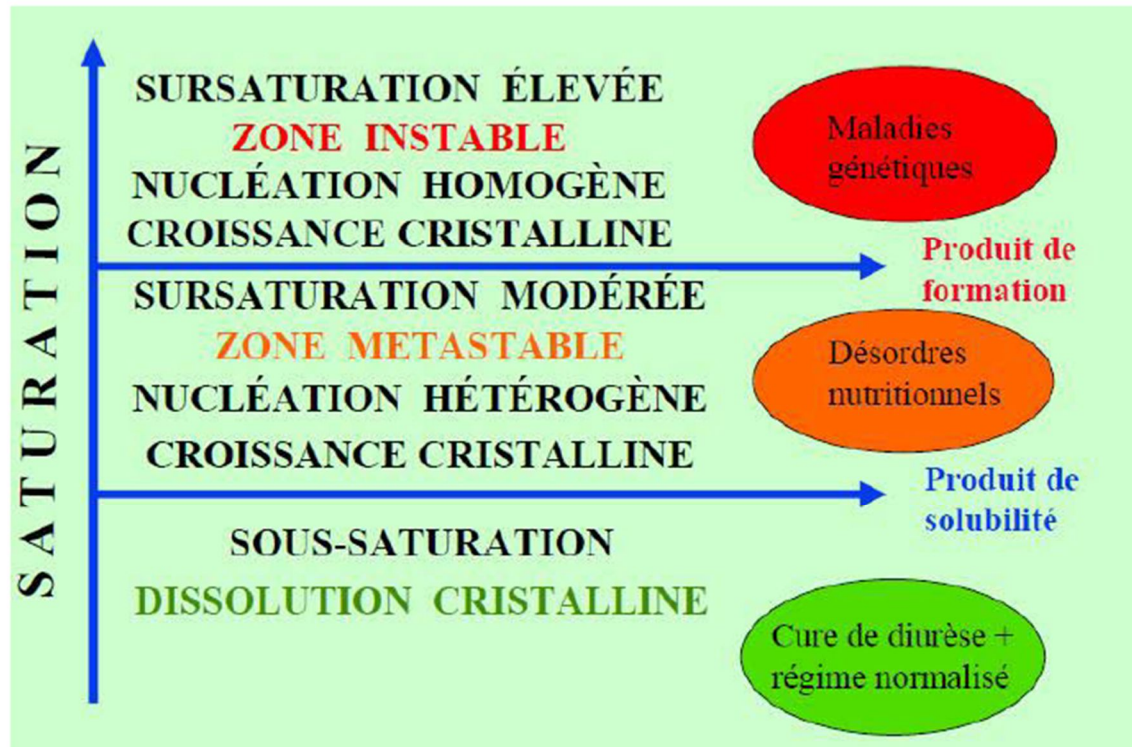 SATURATION
SURSATURATION ÉLEVÉE
ZONE INSTABLE
NUCLÉATION HOMOGÈNE
CROISSANCE CRISTALLINE
Maladies
génétiques
Produit de
formation
SURSATURATION MODÉRÉE
ZONE METASTABLE
NUCLÉATION HÉTÉROGÈNE
CROISSANCE CRISTALLINE
Désordres
nutritionnels
Produit de
solubilité
SOUS-SATURATION
DISSOLUTION CRISTALLINE
Cure de diurèse +
régime normalisé